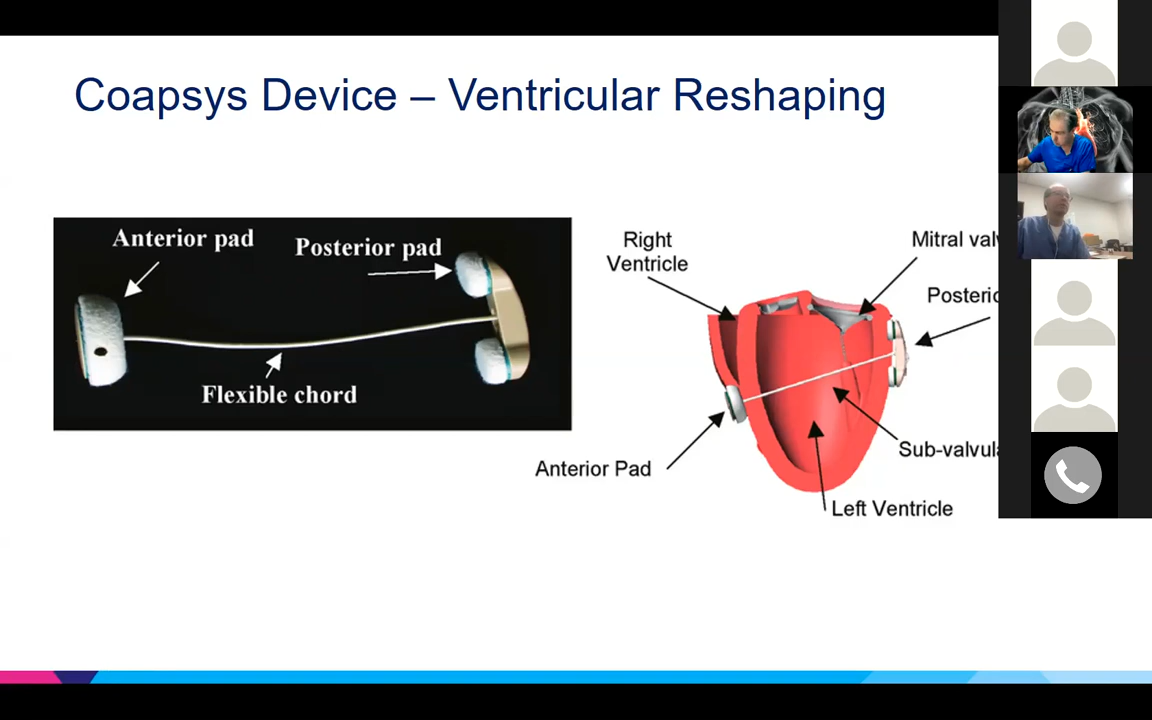 Coapsys Device – Ventricular Reshaping
Anterior pad
Posterior pad
Flexible chord
Right
Ventricle
Mitral val
Posterio
Anterior Pad
Sub-valvula
Left Ventricle